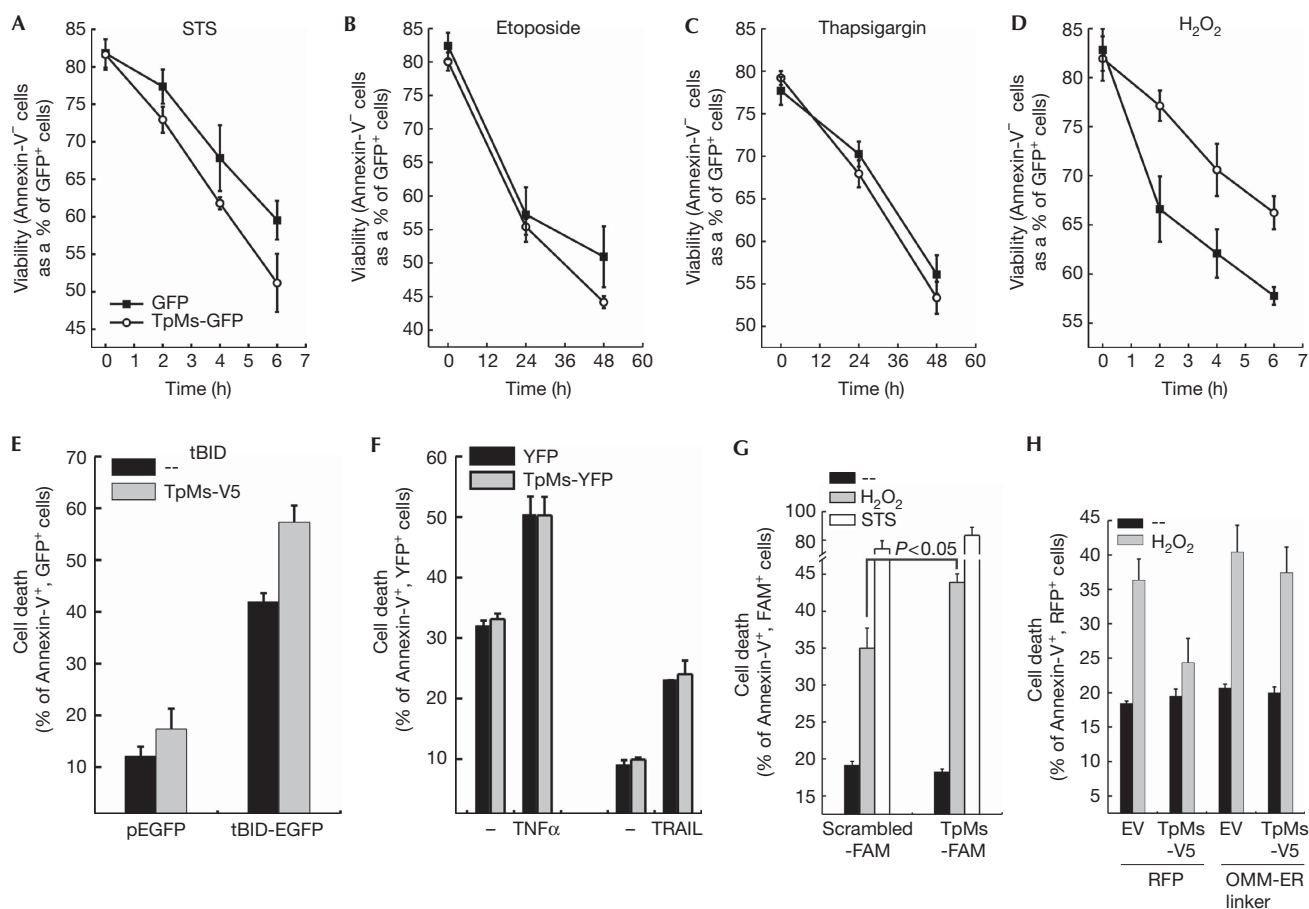 A
STS
Viability (Annexin-V⁻ cells
as a % of GFP⁺ cells)
85
80
75
70
65
60
55
50
45
GFP
TpMs-GFP
0 1 2 3 4 5 6 7
Time (h)
B
Etoposide
Viability (Annexin-V⁻ cells
as a % of GFP⁺ cells)
85
80
75
70
65
60
55
50
45
40
0 12 24 36 48 60
Time (h)
C
Thapsigargin
Viability (Annexin-V⁻ cells
as a % of GFP⁺ cells)
85
80
75
70
65
60
55
50
0 12 24 36 48 60
Time (h)
D
H₂O₂
Viability (Annexin-V⁻ cells
as a % of GFP⁺ cells)
85
80
75
70
65
60
55
0 1 2 3 4 5 6 7
Time (h)
E
tBID
--
TpMs-V5
Cell death
(% of Annexin-V⁺, GFP⁺ cells)
70
60
50
40
30
20
10
pEGFP tBID-EGFP
F
YFP
TpMs-YFP
Cell death
(% of Annexin-V⁺, YFP⁺ cells)
60
50
40
30
20
10
– TNFα – TRAIL
G
--
H₂O₂
STS
Cell death
(% of Annexin-V⁺, FAM⁺ cells)
100
80
45
40
35
30
25
20
15
P<0.05
Scrambled TpMs
-FAM -FAM
H
--
H₂O₂
Cell death
(% of Annexin-V⁺, RFP⁺ cells)
45
40
35
30
25
20
15
10
5
EV TpMs EV TpMs
-V5 -V5
RFP OMM-ER
linker